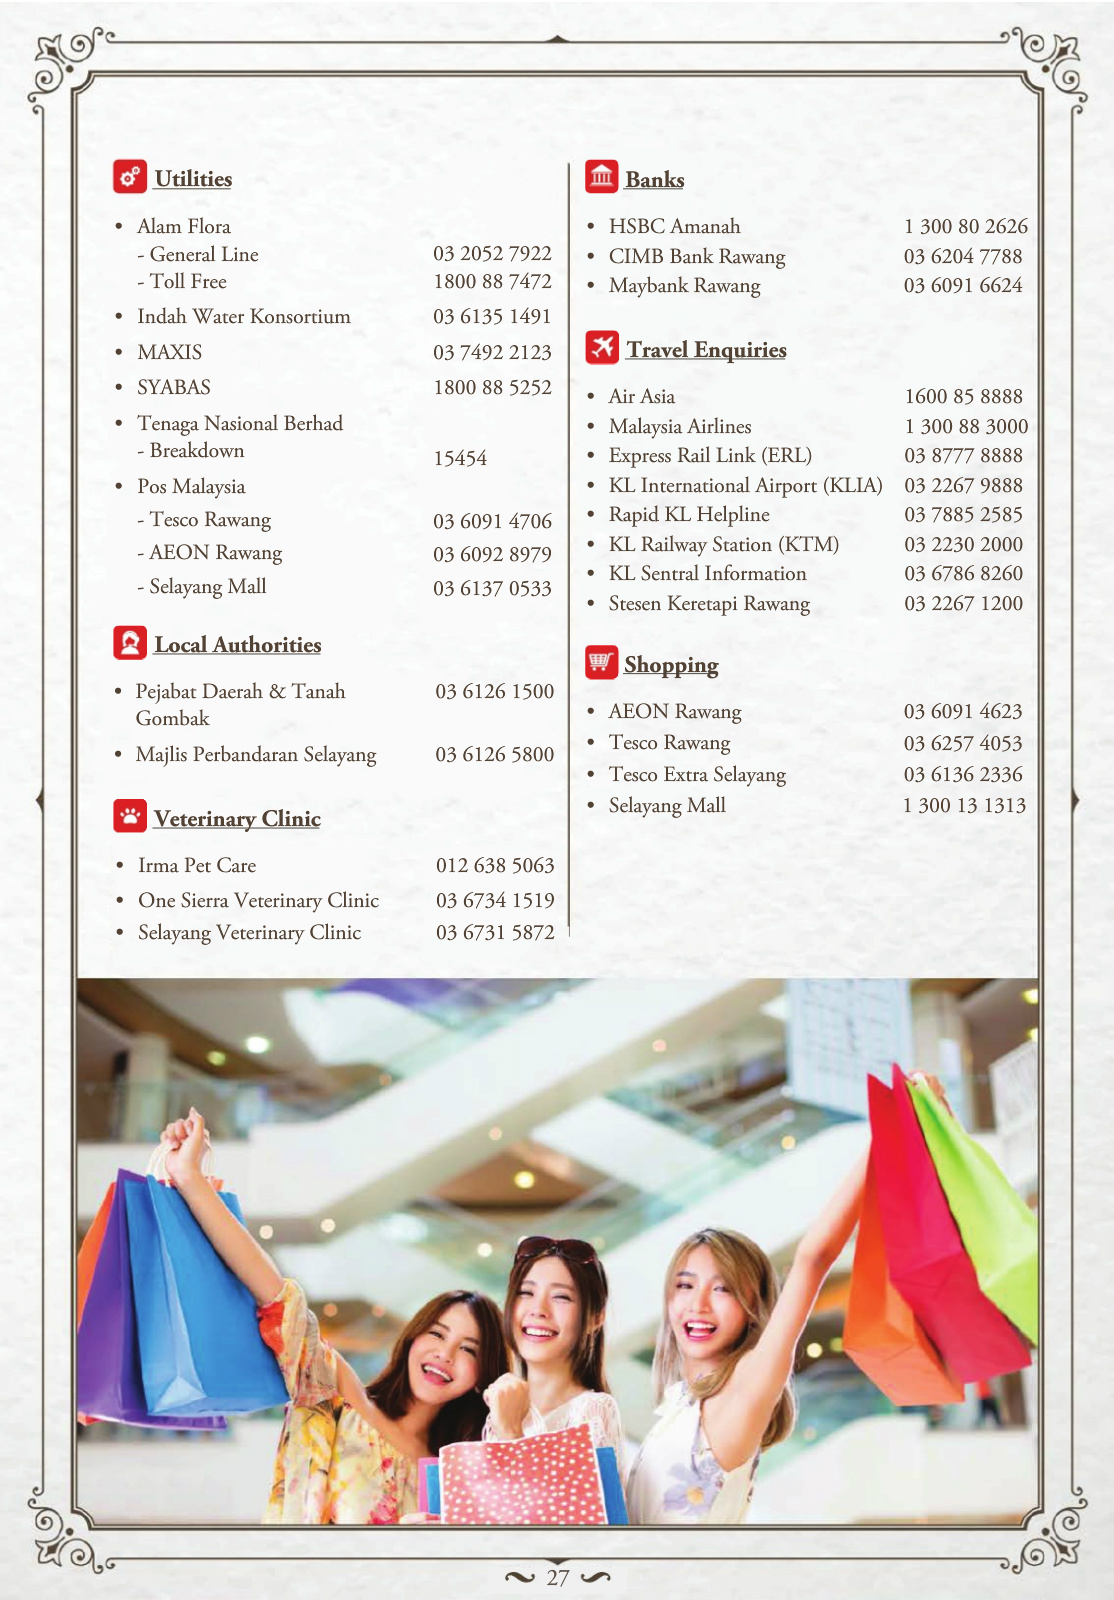 Utilities
• Alam Flora
- General Line 03 2052 7922
- Toll Free 1800 88 7472
• Indah Water Konsortium 03 6135 1491
• MAXIS 03 7492 2123
• SYABAS 1800 88 5252
• Tenaga Nasional Berhad
- Breakdown 15454
• Pos Malaysia
- Tesco Rawang 03 6091 4706
- AEON Rawang 03 6092 8979
- Selayang Mall 03 6137 0533
Local Authorities
• Pejabat Daerah & Tanah 03 6126 1500
Gombak
• Majlis Perbandaran Selayang 03 6126 5800
Veterinary Clinic
• Irma Pet Care 012 638 5063
• One Sierra Veterinary Clinic 03 6734 1519
• Selayang Veterinary Clinic 03 6731 5872
Banks
• HSBC Amanah 1 300 80 2626
• CIMB Bank Rawang 03 6204 7788
• Maybank Rawang 03 6091 6624
Travel Enquiries
• Air Asia 1600 85 8888
• Malaysia Airlines 1 300 88 3000
• Express Rail Link (ERL) 03 8777 8888
• KL International Airport (KLIA) 03 2267 9888
• Rapid KL Helpline 03 7885 2585
• KL Railway Station (KTM) 03 2230 2000
• KL Sentral Information 03 6786 8260
• Stesen Keretapi Rawang 03 2267 1200
Shopping
• AEON Rawang 03 6091 4623
• Tesco Rawang 03 6257 4053
• Tesco Extra Selayang 03 6136 2336
• Selayang Mall 1 300 13 1313
27